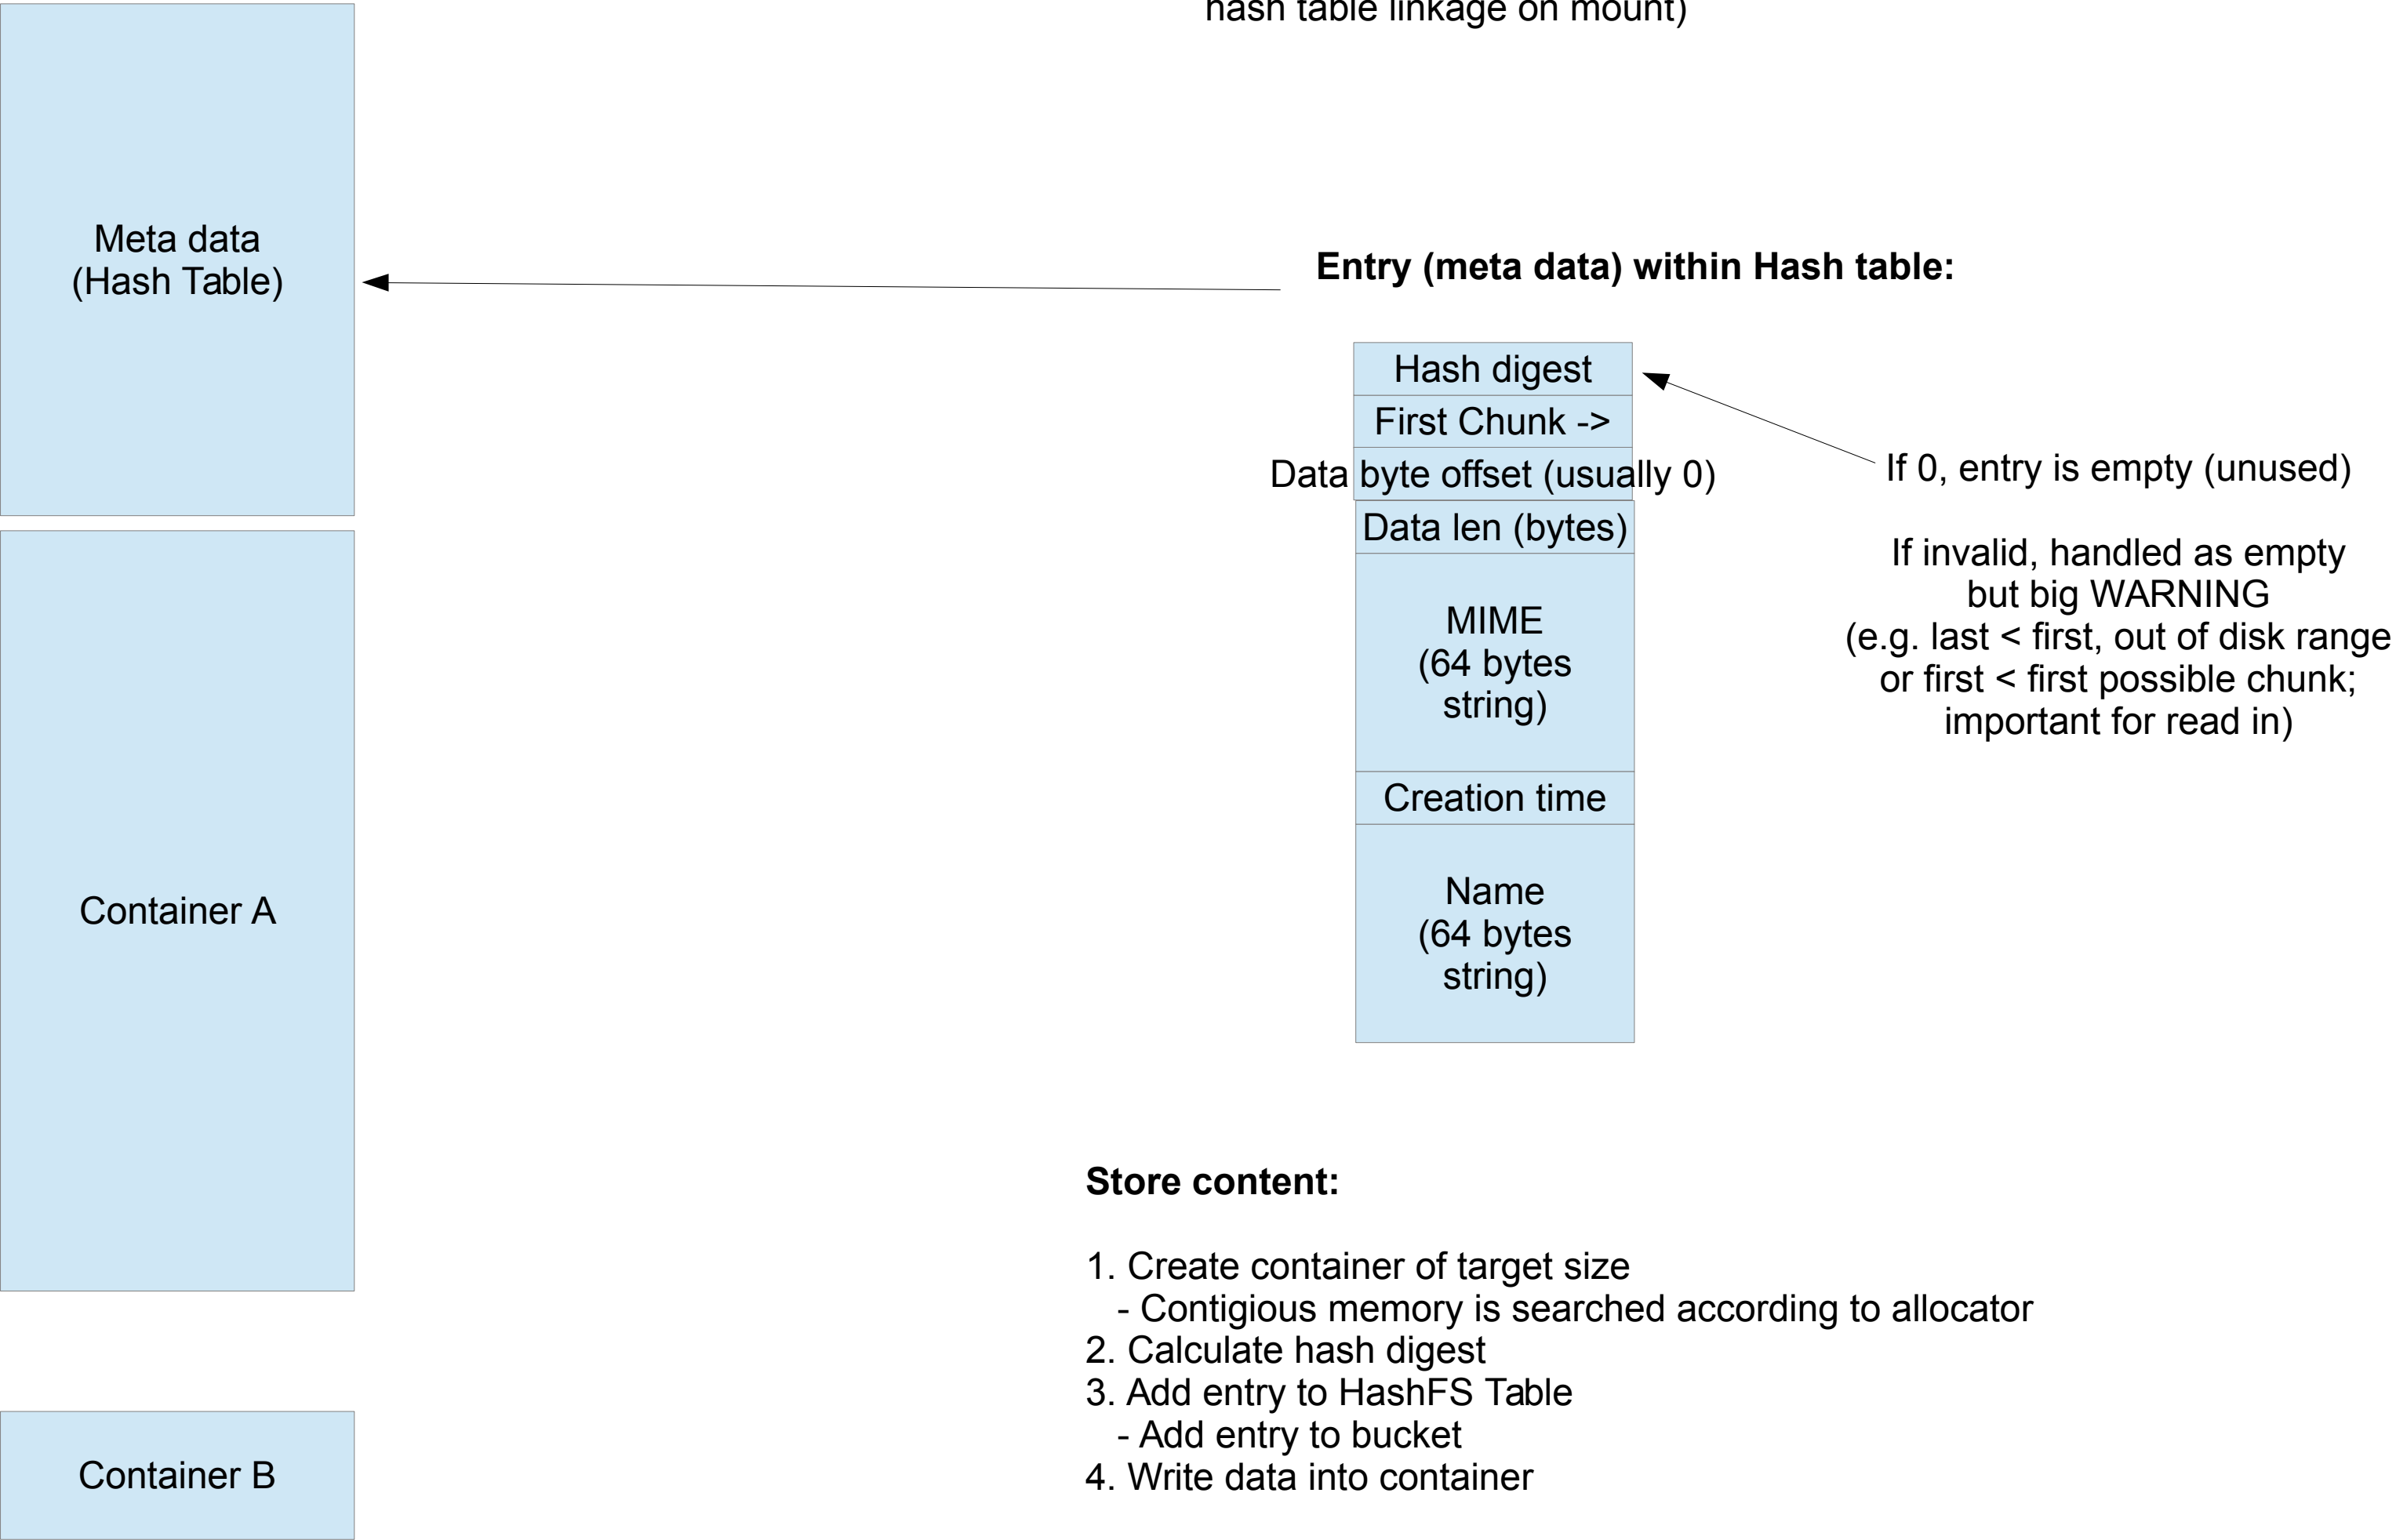 hash table linkage on mount)
Meta data
(Hash Table)
Entry (meta data) within Hash table:
Hash digest
First Chunk ->
Data byte offset (usually 0)
Data len (bytes)
MIME
(64 bytes
string)
Creation time
Name
(64 bytes
string)
If 0, entry is empty (unused)
If invalid, handled as empty
but big WARNING
(e.g. last < first, out of disk range
or first < first possible chunk;
important for read in)
Container A
Container B
Store content:
1. Create container of target size
- Contigious memory is searched according to allocator
2. Calculate hash digest
3. Add entry to HashFS Table
- Add entry to bucket
4. Write data into container